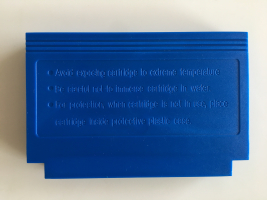 • Avoid exposing cartridge to extreme temperature
• Be careful not to immerse cartridge in water
• For protection, when cartridge is not in use, place
cartridge inside protective plastic case